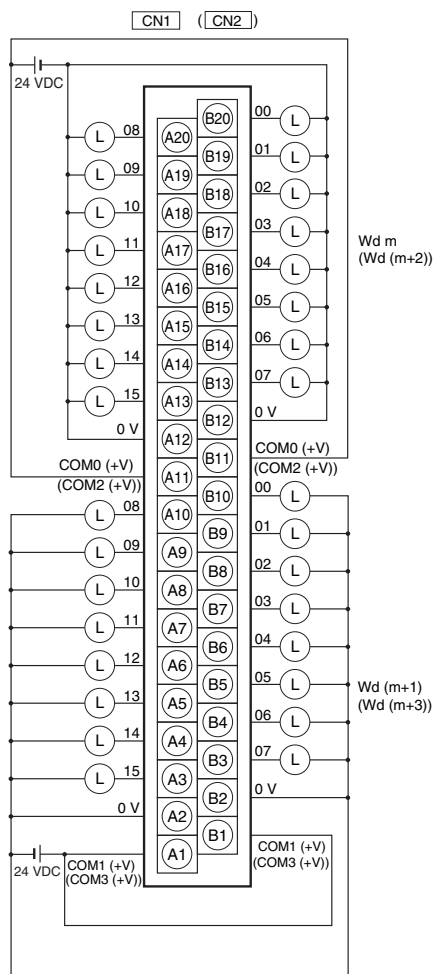 CN1 (CN2)
24 VDC
B20 00 L
L 08 A20
B19 01 L
L 09 A19
B18 02 L
L 10 A18
B17 03 L
Wd m
(Wd (m+2))
L 11 A17
B16 04 L
L 12 A16
B15 05 L
L 13 A15
B14 06 L
L 14 A14
B13 07 L
L 15 A13
B12 0 V
0 V A12
B11 COM0 (+V)
(COM2 (+V))
COM0 (+V)
(COM2 (+V))
A11
B10 00 L
L 08 A10
B9 01 L
L 09 A9
B8 02 L
L 10 A8
B7 03 L
L 11 A7
B6 04 L
L 12 A6
B5 05 L
Wd (m+1)
(Wd (m+3))
L 13 A5
B4 06 L
L 14 A4
B3 07 L
L 15 A3
B2 0 V
0 V A2
B1 COM1 (+V)
(COM3 (+V))
24 VDC
COM1 (+V)
(COM3 (+V))
A1